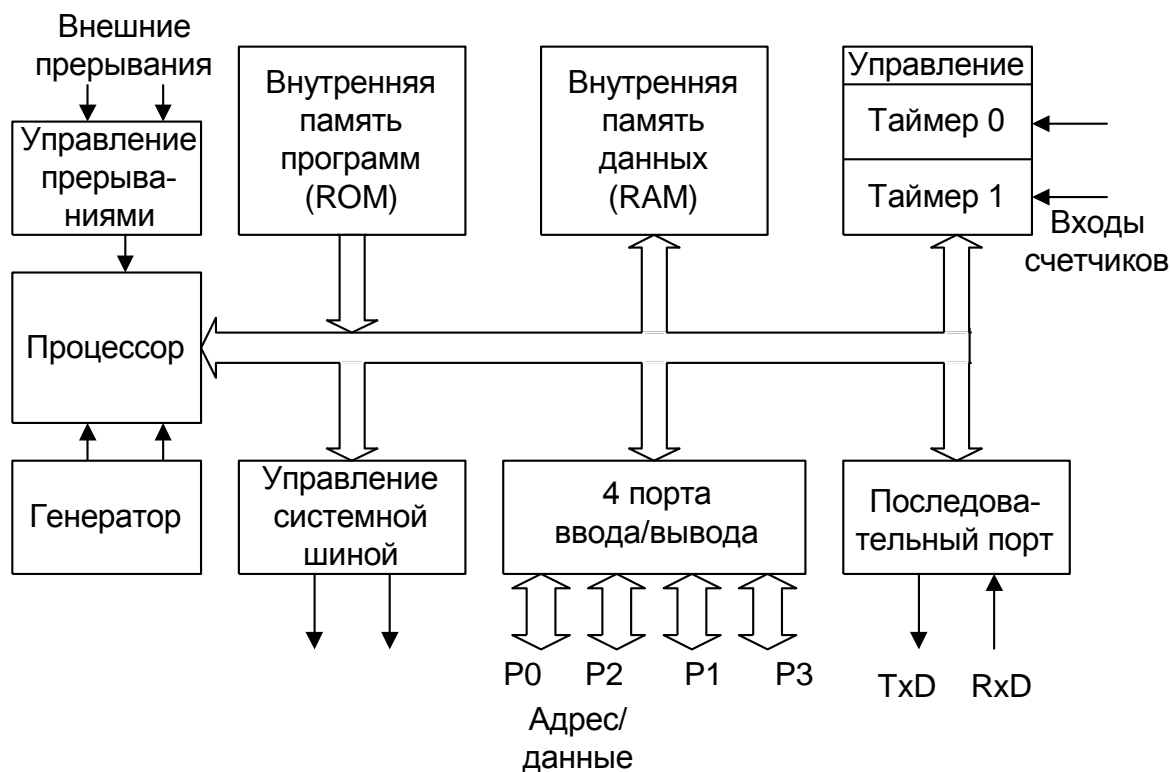 Внешние
прерывания
Управление
прерыва-
ниями
Внутренняя
память
программ
(ROM)
Внутренняя
память
данных
(RAM)
Управление
Таймер 0
Таймер 1
Входы
счетчиков
Процессор
Генератор
Управление
системной
шиной
4 порта
ввода/вывода
Последова-
тельный порт
P0
P2
P1
P3
TxD
RxD
Адрес/
данные